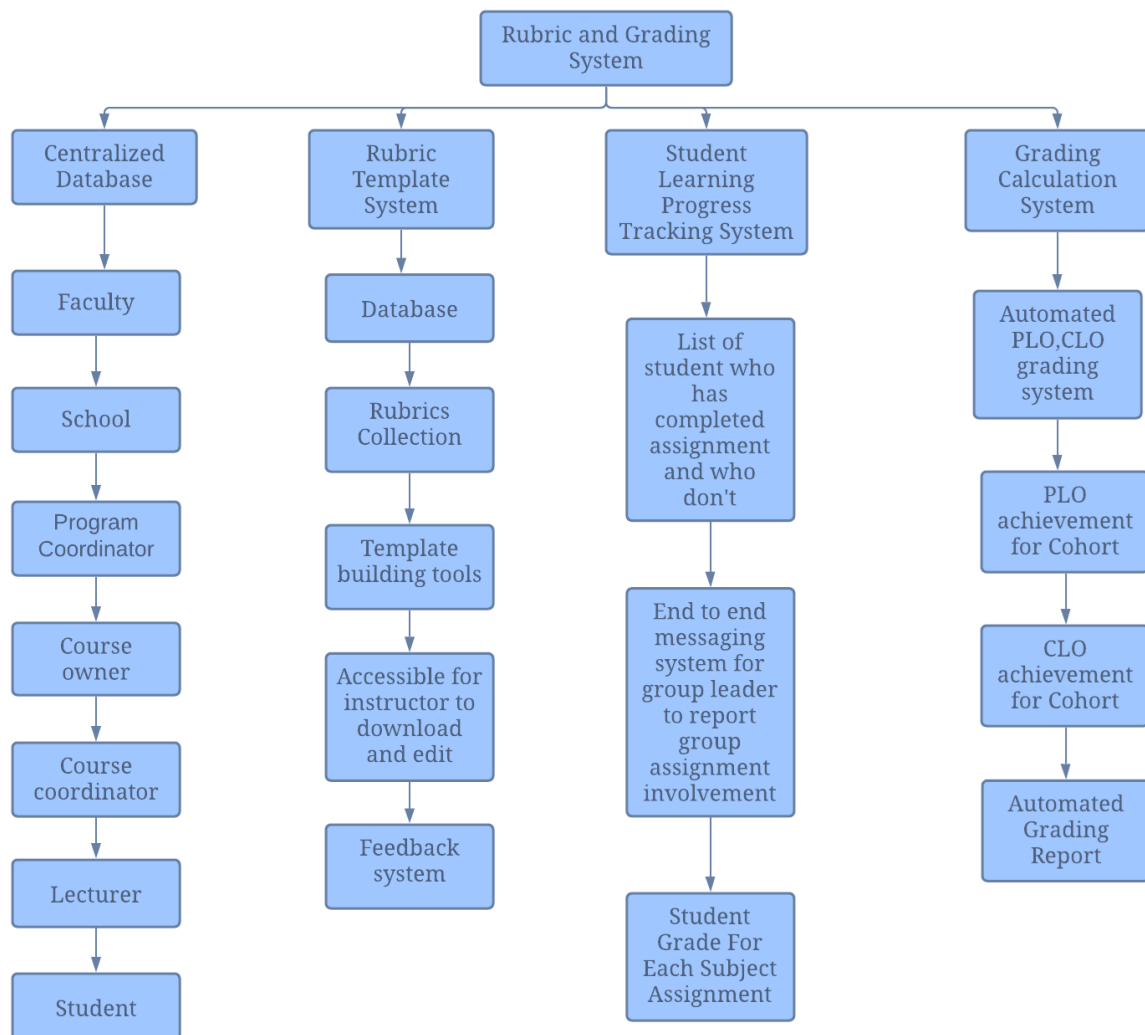 Rubric and Grading
System
Centralized
Database
Faculty
School
Program
Coordinator
Course
owner
Course
coordinator
Lecturer
Student
Rubric
Template
System
Database
Rubrics
Collection
Template
building tools
Accessible for
instructor to
download
and edit
Feedback
system
Student
Learning
Progress
Tracking System
List of
student who
has
completed
assignment
and who
don't
End to end
messaging
system for
group leader
to report
group
assignment
involvement
Student
Grade For
Each Subject
Assignment
Grading
Calculation
System
Automated
PLO,CLO
grading
system
PLO
achievement
for Cohort
CLO
achievement
for Cohort
Automated
Grading
Report